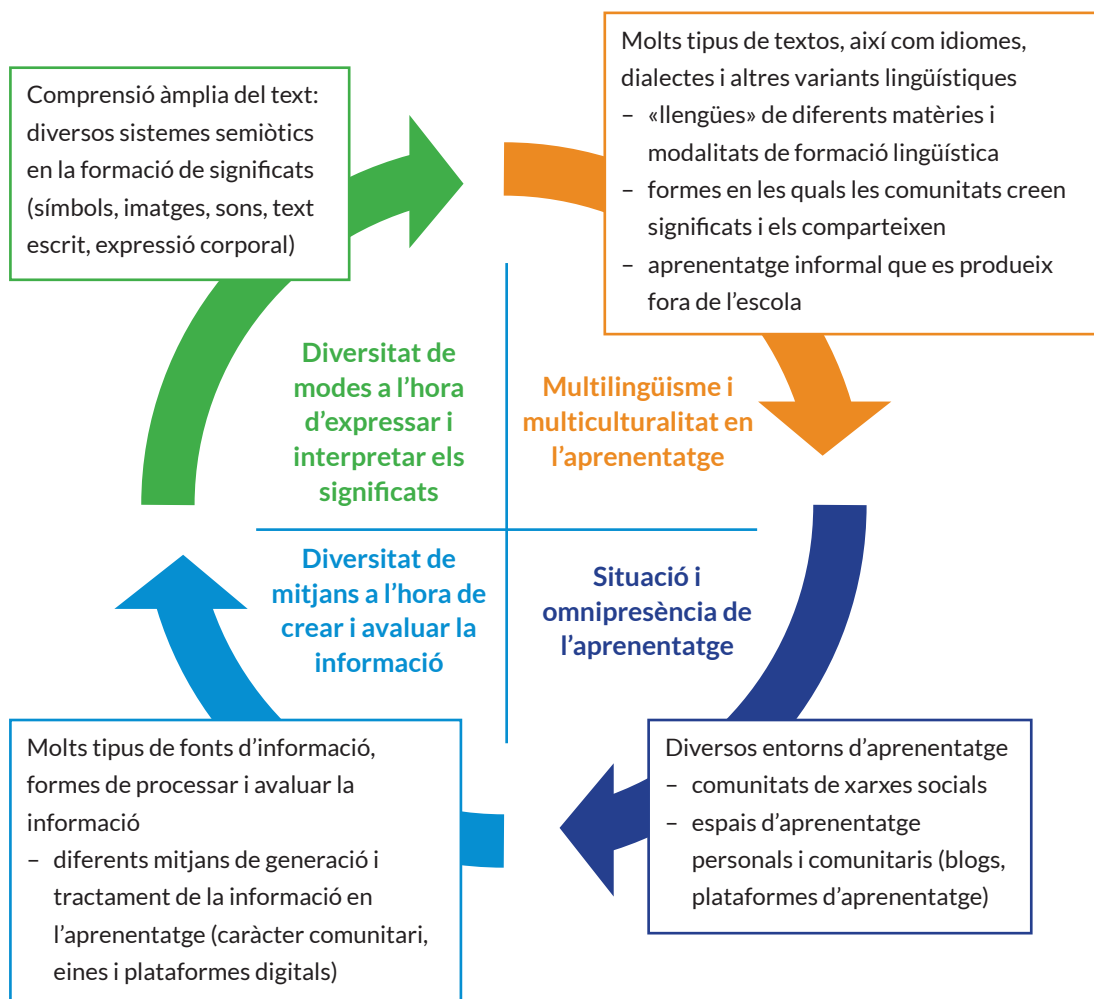 Comprensió àmplia del text:
diversos sistemes semiòtics
en la formació de significats
(símbols, imatges, sons, text
escrit, expressió corporal)
Molts tipus de textos, així com idiomes,
dialectes i altres variants lingüístiques
– «llengües» de diferents matèries i
modalitats de formació lingüística
– formes en les quals les comunitats creen
significats i els comparteixen
– aprenentatge informal que es produeix
fora de l’escola
Diversitat de
modes a l’hora
d’expressar i
interpretar els
significats
Multilingüisme i
multiculturalitat en
l’aprenentatge
Diversitat de
mitjans a l’hora de
crear i avaluar la
informació
Situació i
omnipresència de
l’aprenentatge
Molts tipus de fonts d’informació,
formes de processar i avaluar la
informació
– diferents mitjans de generació i
tractament de la informació en
l’aprenentatge (caràcter comunitari,
eines i plataformes digitals)
Diversos entorns d’aprenentatge
– comunitats de xarxes socials
– espais d’aprenentatge
personals i comunitaris (blogs,
plataformes d’aprenentatge)